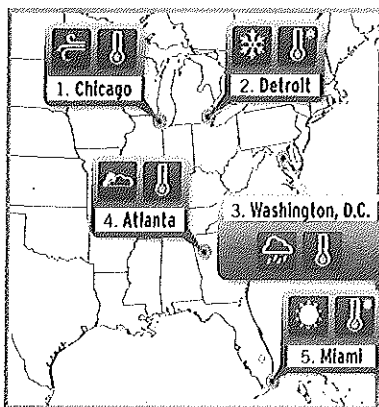 1. Chicago
2. Detroit
4. Atlanta
3. Washington, D.C.
5. Miami